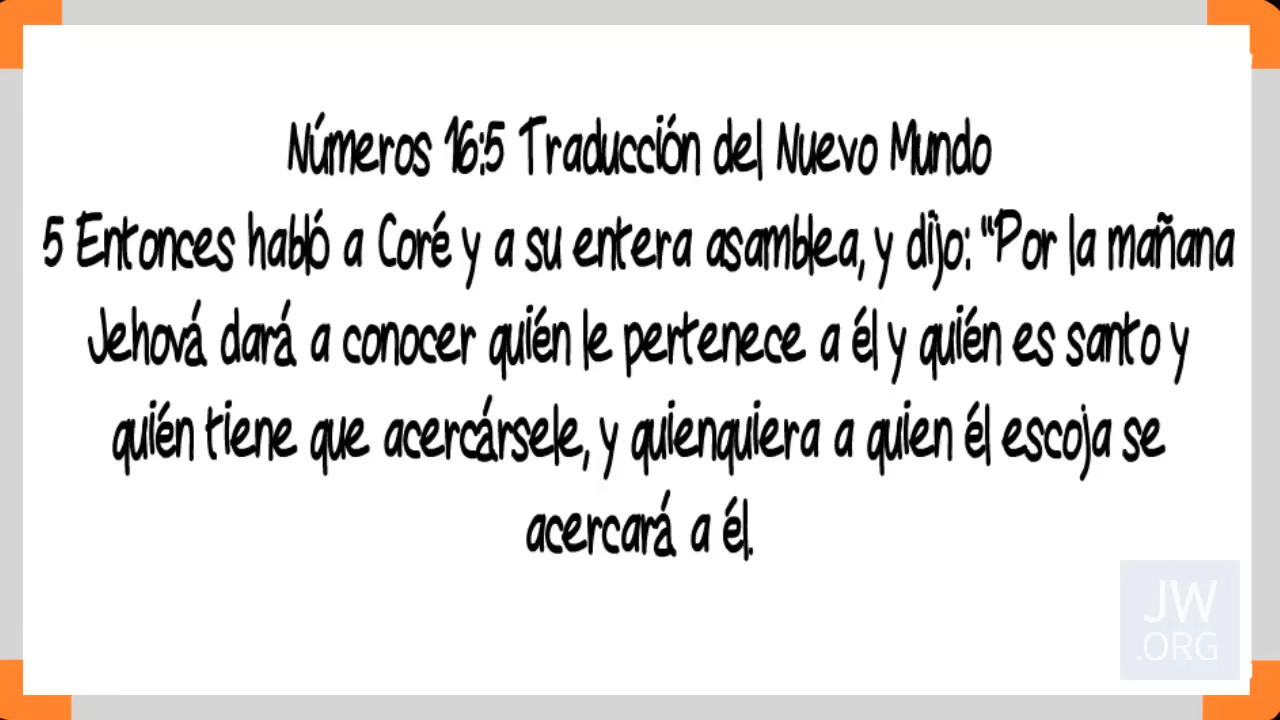 Números 16:5 Traducción del Nuevo Mundo
5 Entonces habló a Coré y a su entera asamblea, y dijo: “Por la mañana
Jehová dará a conocer quién le pertenece a él y quién es santo y
quién tiene que acercársele, y quienquiera a quien él escoja se
acercará a él.
JW
.ORG